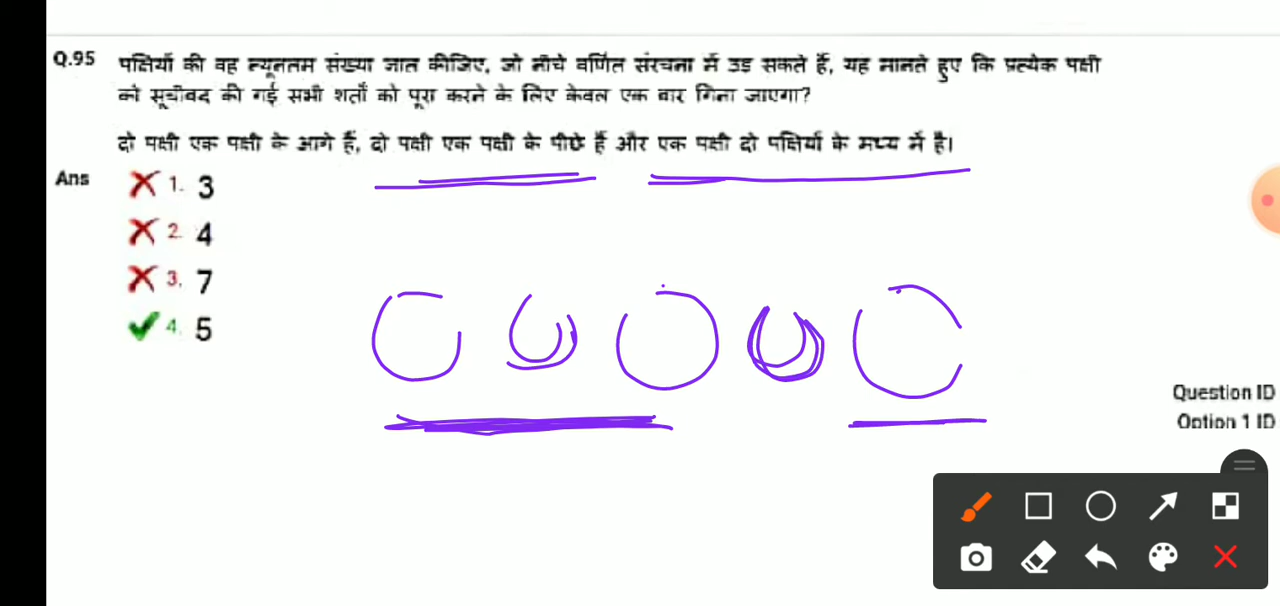 Q.95 पक्षियों की वह न्यूनतम संख्या ज्ञात कीजिए, जो नीचे वर्णित संरचना में उड़ सकते हैं, यह मानते हुए कि प्रत्येक पक्षी
को सूचीबद्ध की गई सभी शर्तों को पूरा करने के लिए केवल एक बार गिना जाएगा?
दो पक्षी एक पक्षी के आगे हैं, दो पक्षी एक पक्षी के पीछे हैं और एक पक्षी दो पक्षियों के मध्य में है।
Ans 1. 3
2. 4
3. 7
4. 5
Question ID
Option 1 ID